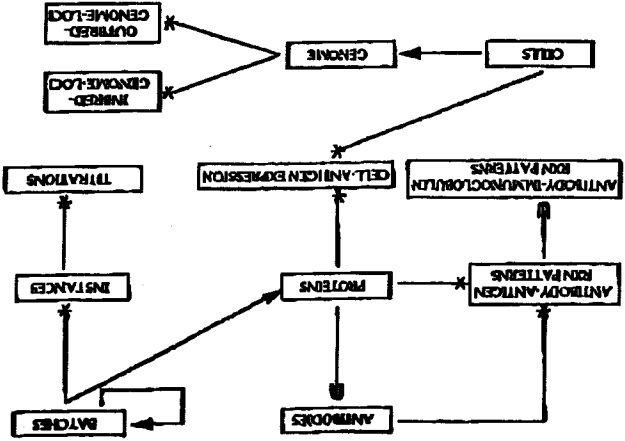 ANTIBODIES
BATCHES
ANTIBODY-ANTIGEN
RXN PATTERNS
PROTEINS
INSTANCES
ANTIBODY-IMMUNOGLOBULIN
RXN PATTERNS
CELL-ANTIGEN EXPRESSION
TITRATIONS
CELLS
GENOME
INBRED-
GENOME-LOCI
OUTBRED-
GENOME-LOCI